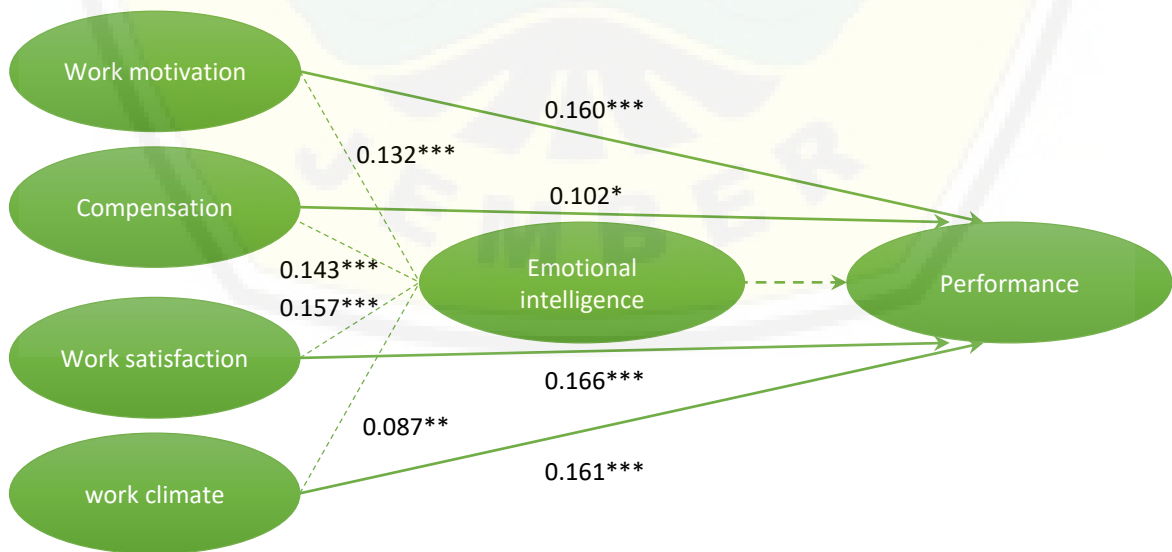 Work motivation
0.160***
0.132***
Compensation
0.102*
JEMBER
0.143***
Emotional
intelligence
Performance
0.157***
Work satisfaction
0.166***
0.087**
work climate
0.161***